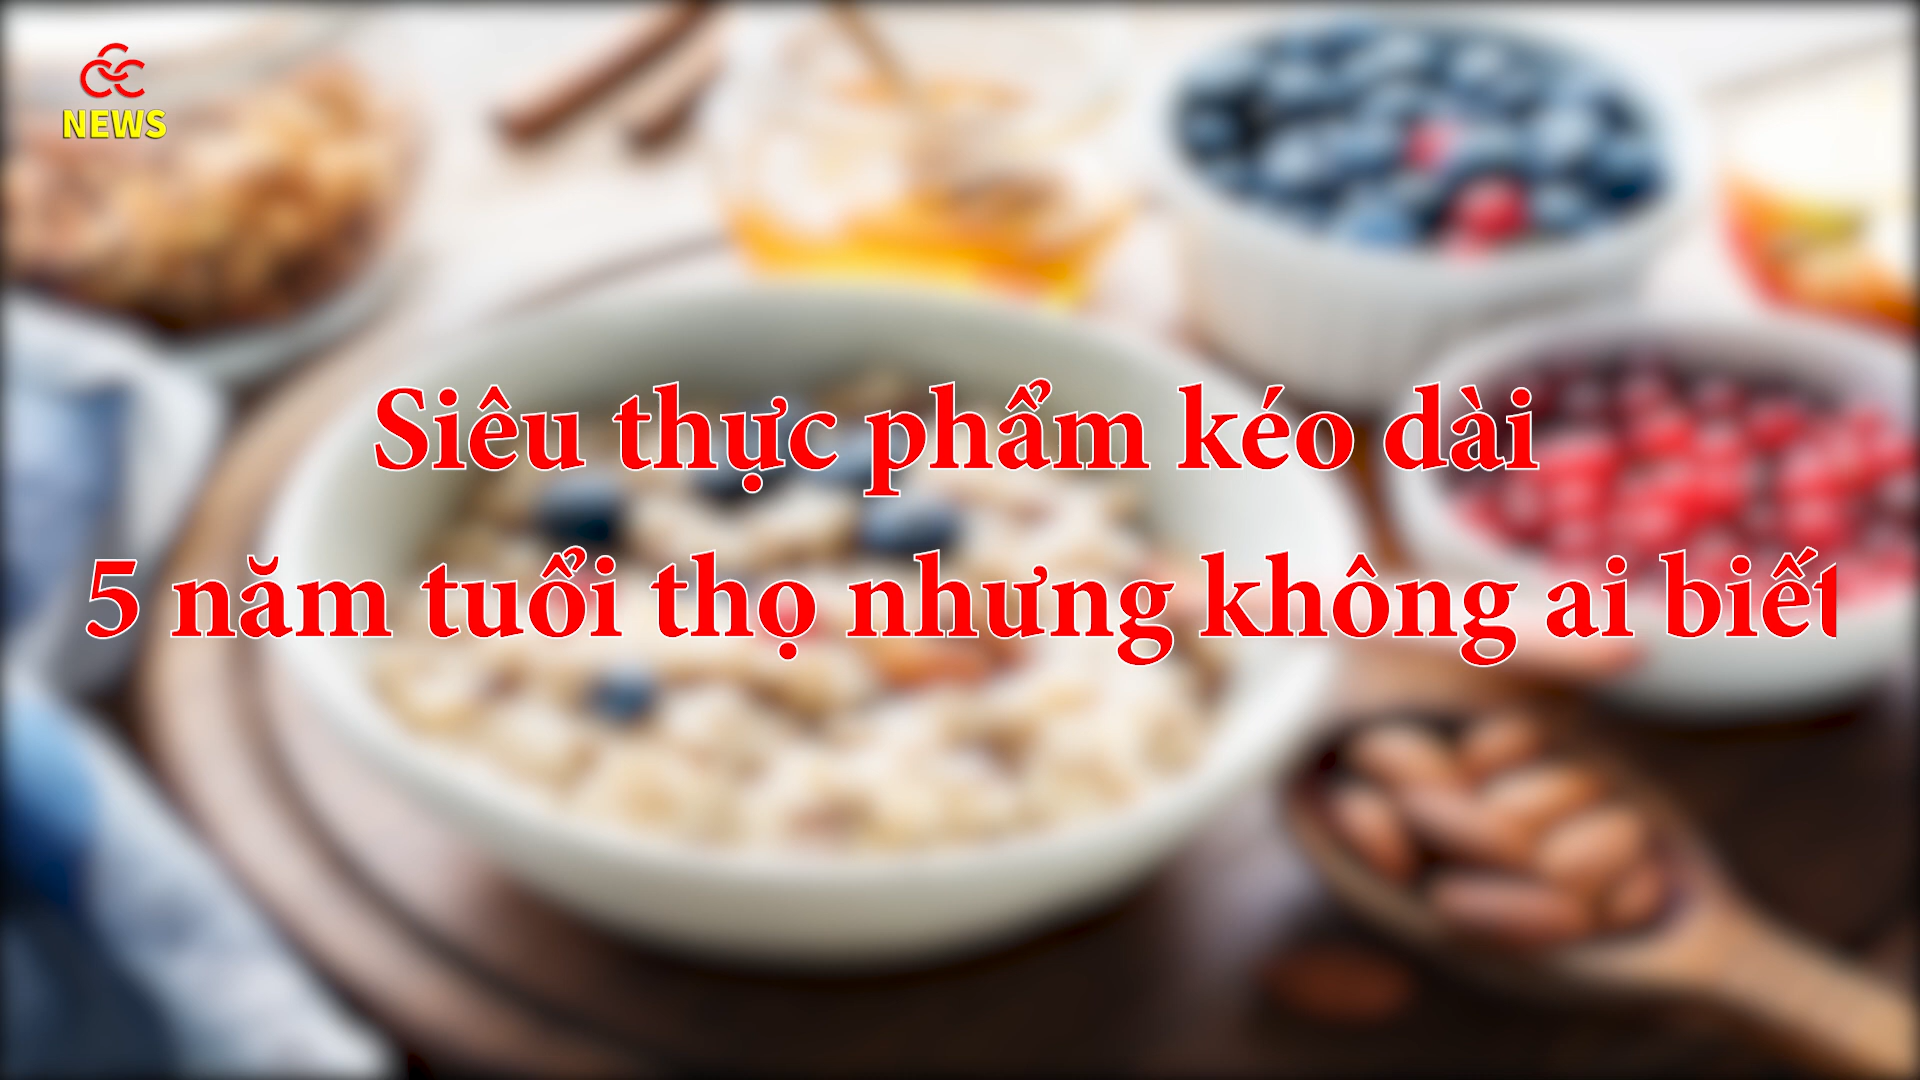 NEWS
Siêu thực phẩm kéo dài
5 năm tuổi thọ nhưng không ai biết